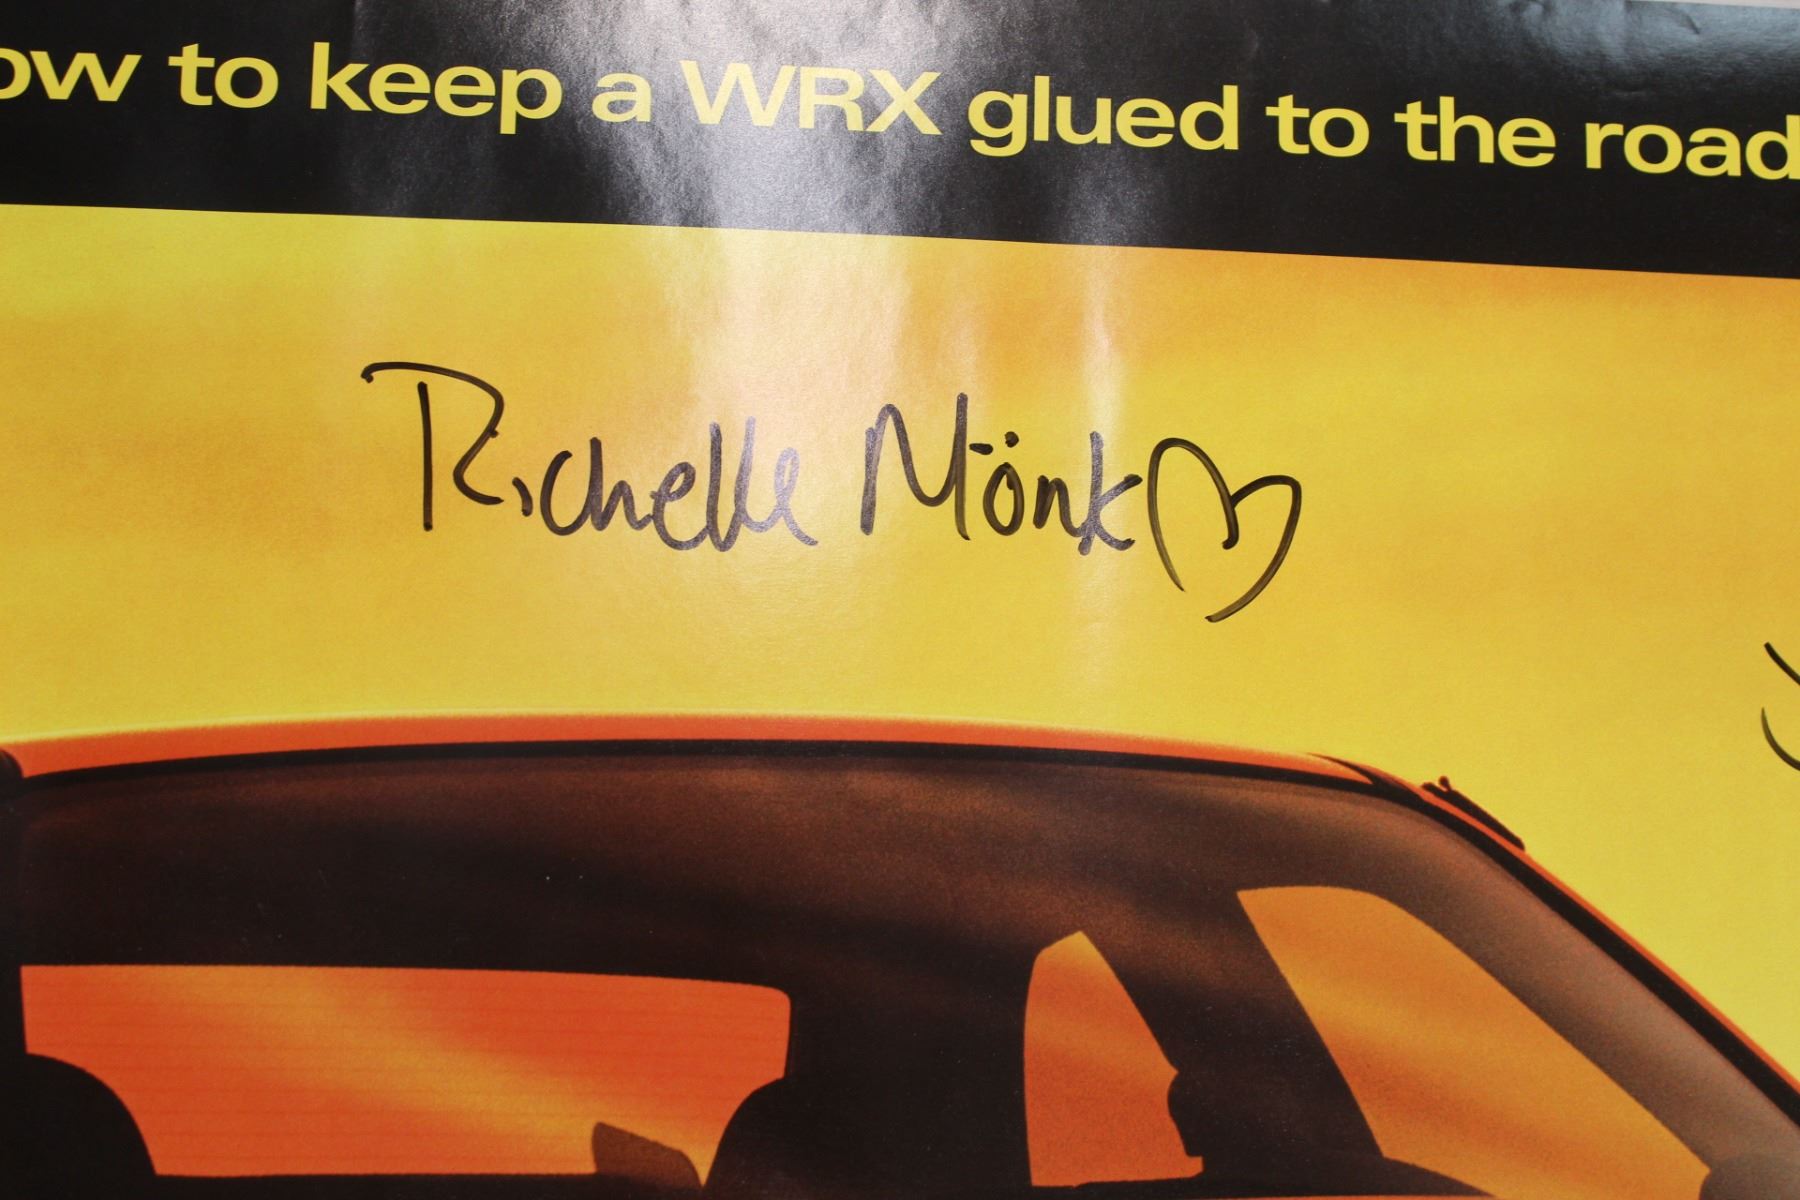 ow to keep a WRX glued to the road
Richelle Mönk